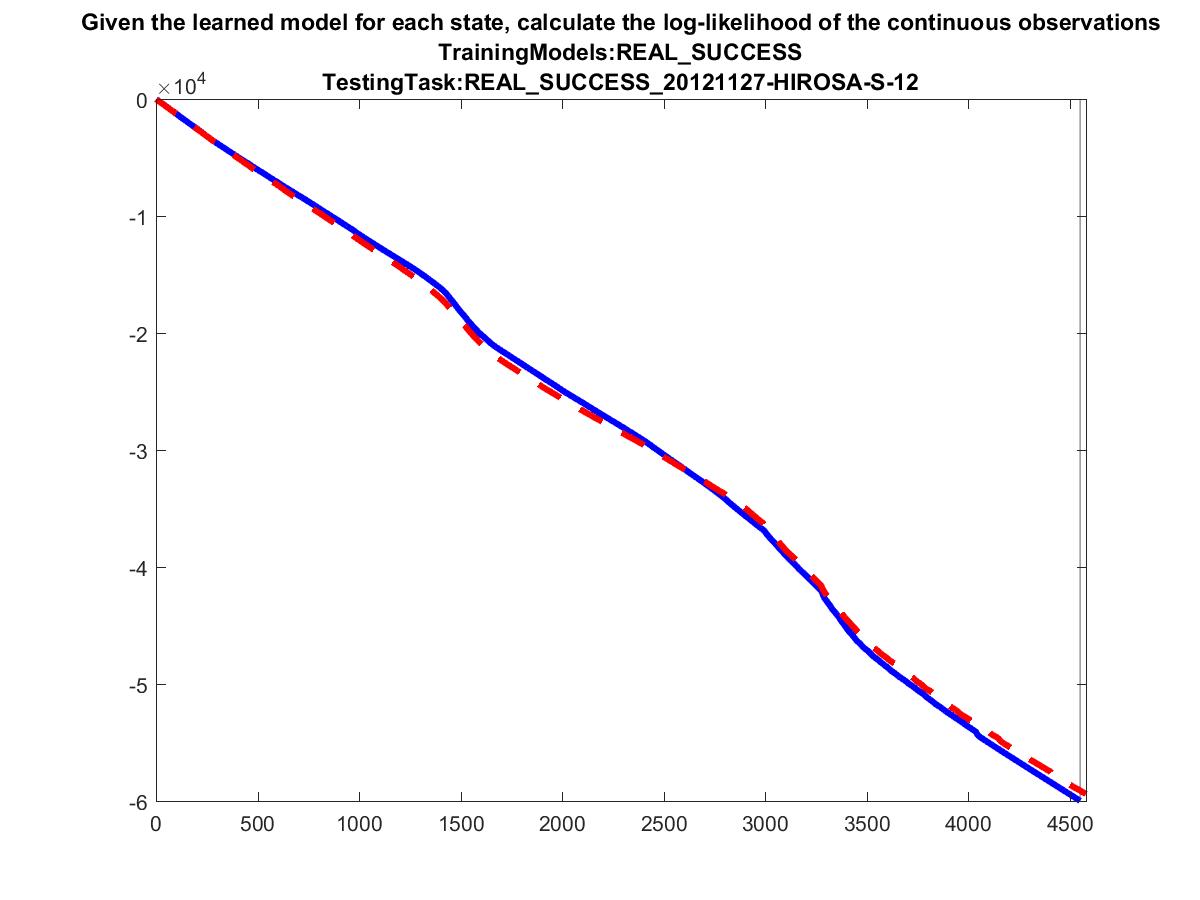 Given the learned model for each state, calculate the log-likelihood of the continuous observations
TrainingModels:REAL_SUCCESS
TestingTask:REAL_SUCCESS_20121127-HIROSA-S-12
×10⁴
0
-1
-2
-3
-4
-5
-6
0 500 1000 1500 2000 2500 3000 3500 4000 4500